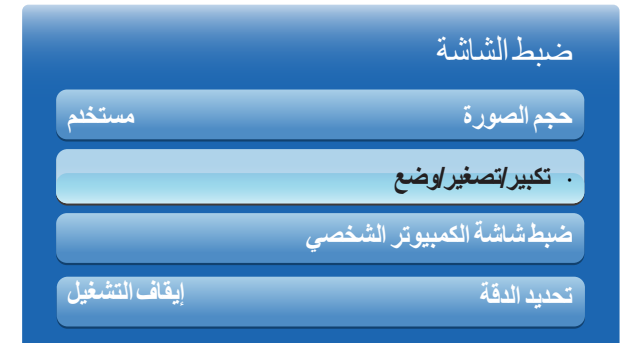 ضبط الشاشة
حجم الصورة مستخدم
· تكبير/تصغير/وضع
ضبط شاشة الكمبيوتر الشخصي
تحديد الدقة إيقاف التشغيل